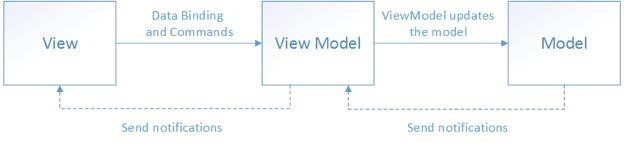 Data Binding
and Commands
ViewModel updates
the model
View
View Model
Model
Send notifications
Send notifications